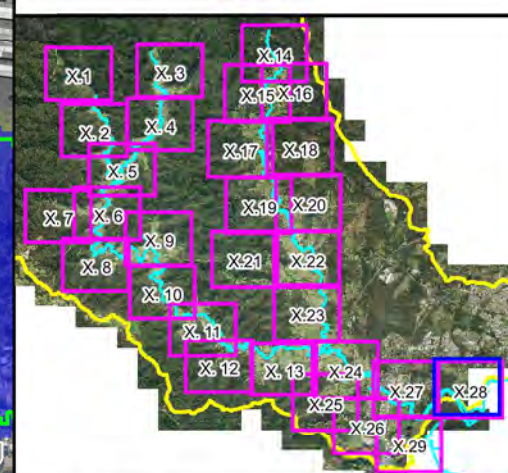 X.14
X.1
X. 3
X.15
X.16
X. 2
X. 4
X.17
X.18
X. 5
X. 7
X. 6
X.19
X.20
X. 9
X. 8
X.21
X.22
X. 10
X.23
X. 11
X. 12
X. 13
X.24
X.27
X.28
X.25
X.26
X.29